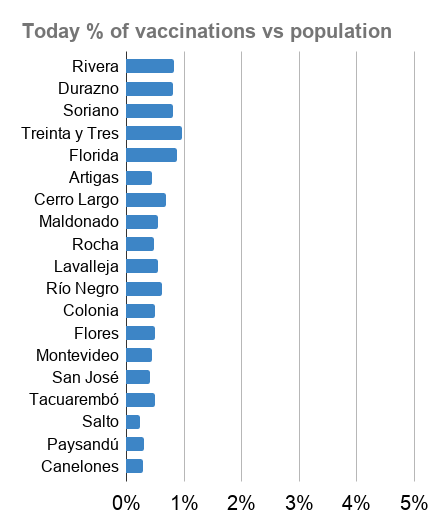 Today % of vaccinations vs population
Rivera
Durazno
Soriano
Treinta y Tres
Florida
Artigas
Cerro Largo
Maldonado
Rocha
Lavalleja
Río Negro
Colonia
Flores
Montevideo
San José
Tacuarembó
Salto
Paysandú
Canelones
0% 1% 2% 3% 4% 5%